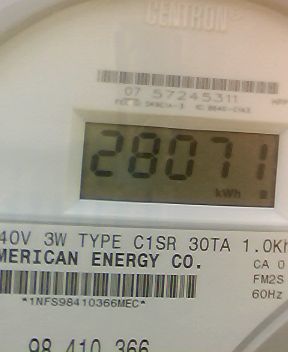 CENTRON
07 57245311
28071
kWh
40V 3W TYPE C1SR 30TA 1.0Kh
MERICAN ENERGY CO.
CA 0
FM2S
60Hz
*1NFS98410366MEC*
98 410 366